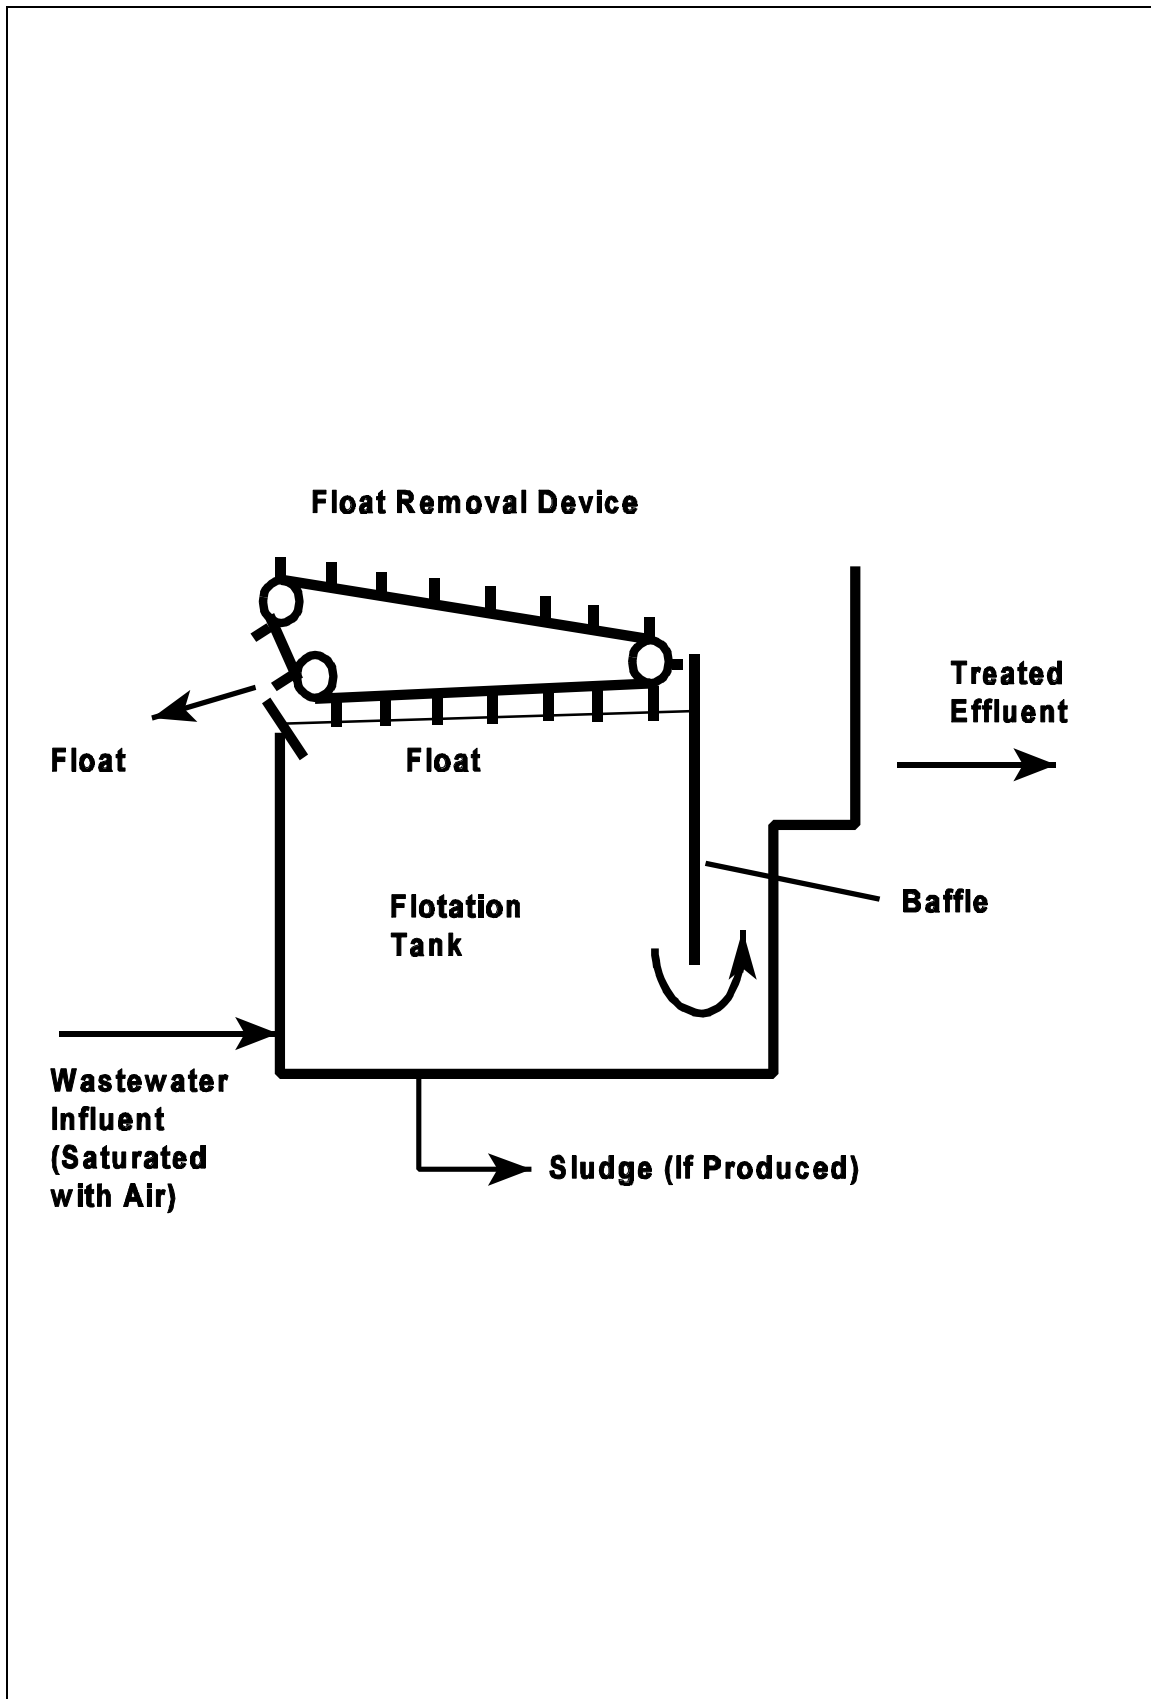 Float Removal Device
Treated
Effluent
Float
Float
Baffle
Flotation
Tank
Wastewater
Influent
(Saturated
with Air)
Sludge (If Produced)